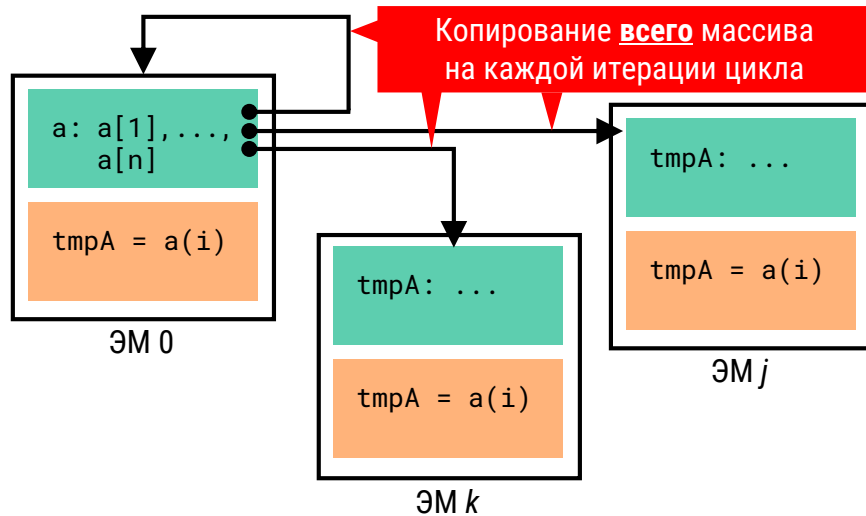 Копирование всего массива
на каждой итерации цикла
a: a[1],...,
a[n]
tmpA = a(i)
ЭМ 0
tmpA: ...
tmpA = a(i)
ЭМ k
tmpA: ...
tmpA = a(i)
ЭМ j